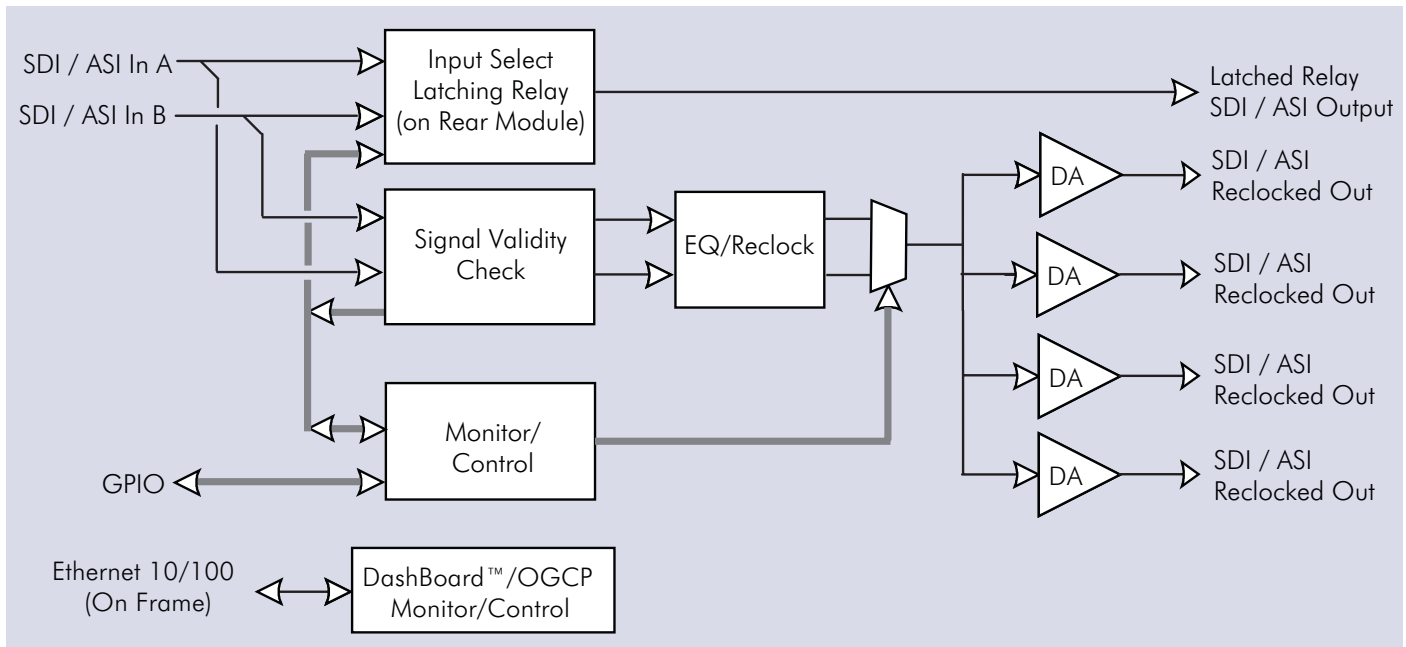 SDI / ASI In A
SDI / ASI In B
Input Select
Latching Relay
(on Rear Module)
Latched Relay
SDI / ASI Output
Signal Validity
Check
EQ/Reclock
DA
SDI / ASI
Reclocked Out
DA
SDI / ASI
Reclocked Out
DA
SDI / ASI
Reclocked Out
DA
SDI / ASI
Reclocked Out
Monitor/
Control
GPIO
Ethernet 10/100
(On Frame)
DashBoard™/OGCP
Monitor/Control